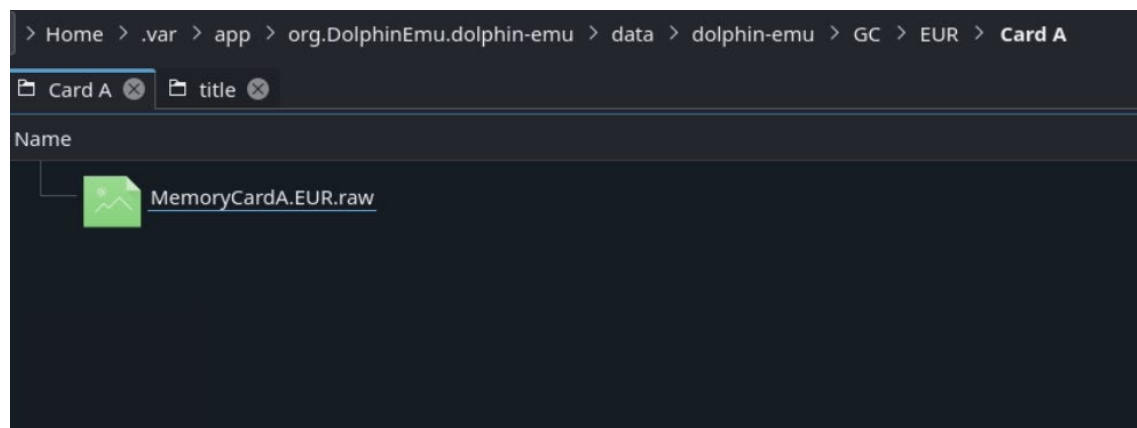 > Home > .var > app > org.DolphinEmu.dolphin-emu > data > dolphin-emu > GC > EUR > Card A
Card A title
Name
MemoryCardA.EUR.raw